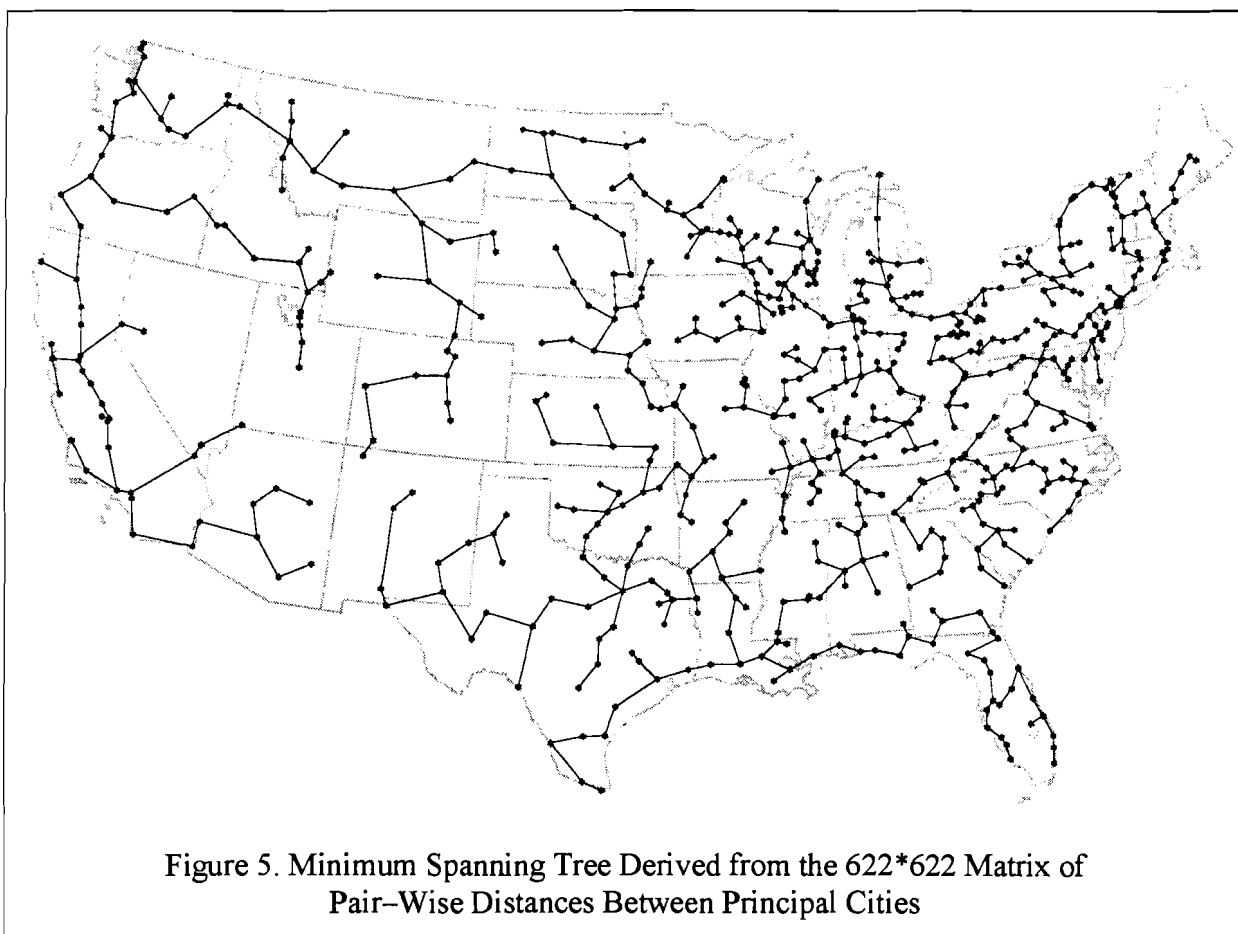 Figure 5. Minimum Spanning Tree Derived from the 622*622 Matrix of
Pair–Wise Distances Between Principal Cities